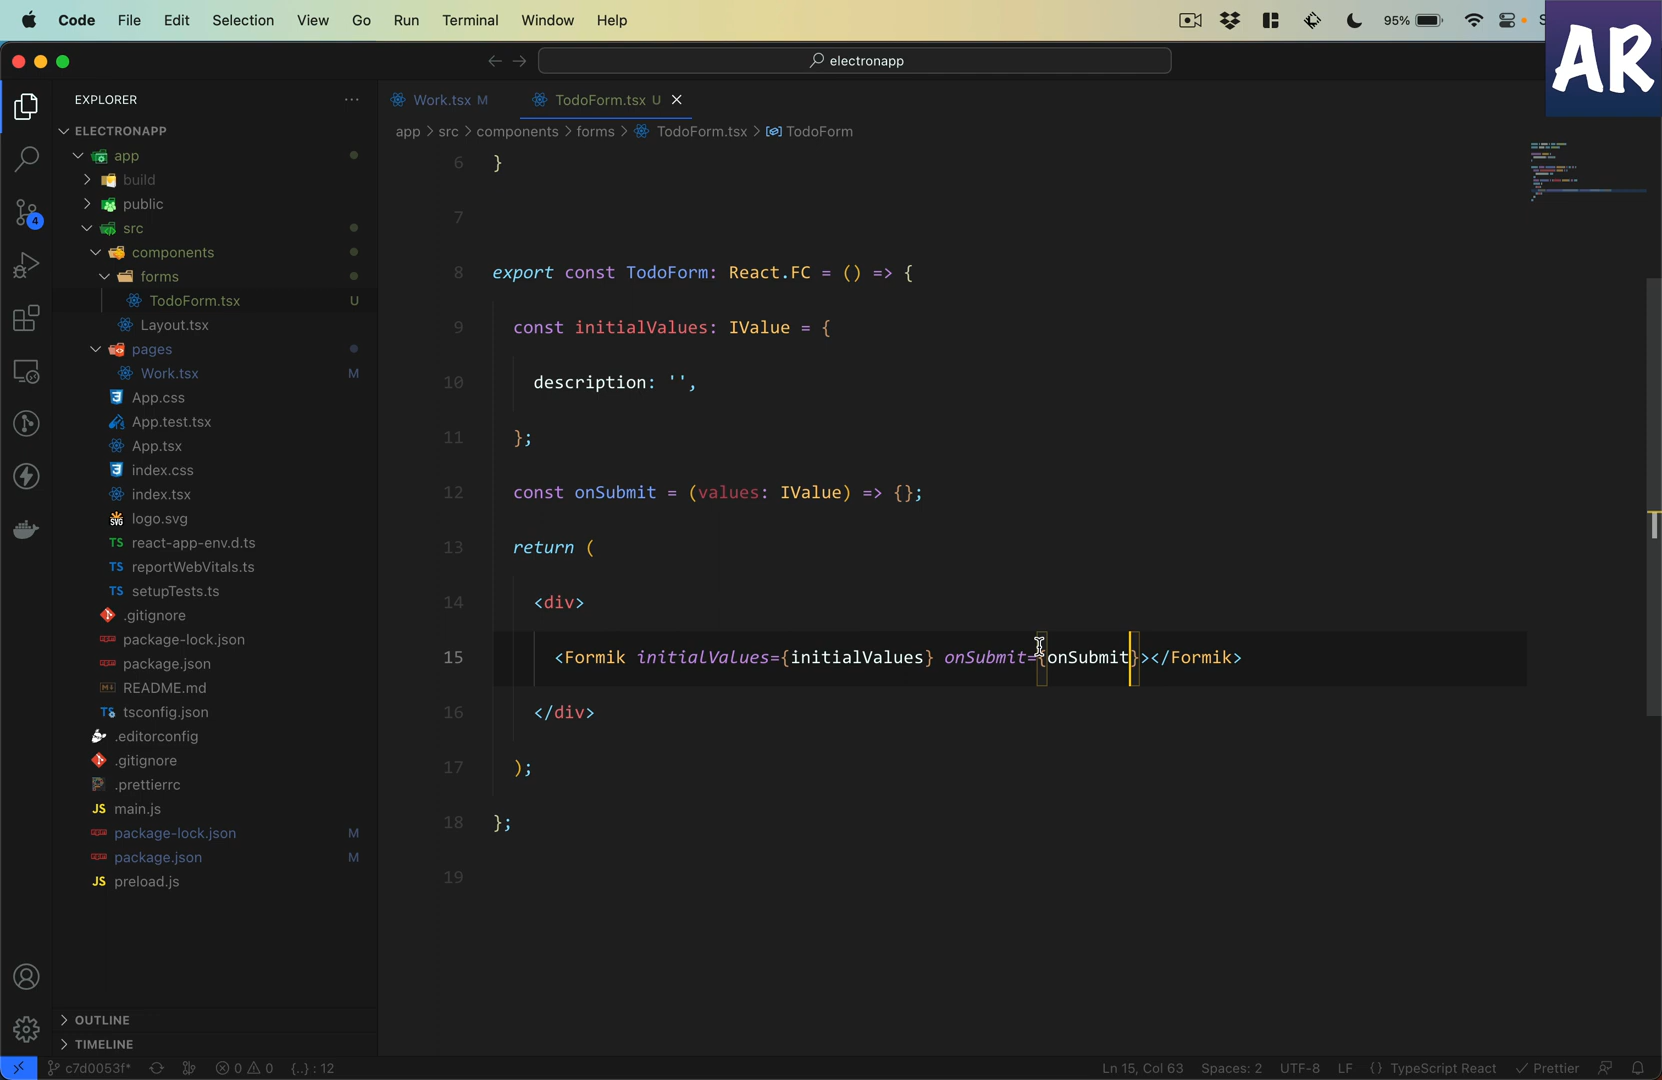 Code File Edit Selection View Go Run Terminal Window Help 95%
AR
electronapp
EXPLORER
ELECTRONAPP
app
build
public
src
components
forms
TodoForm.tsx U
Layout.tsx
pages
Work.tsx M
App.css
App.test.tsx
App.tsx
index.css
index.tsx
logo.svg
TS react-app-env.d.ts
TS reportWebVitals.ts
TS setupTests.ts
.gitignore
package-lock.json
package.json
README.md
TS tsconfig.json
.editorconfig
.gitignore
.prettierrc
JS main.js
package-lock.json M
package.json M
JS preload.js
OUTLINE
TIMELINE
4
Work.tsx M TodoForm.tsx U
app > src > components > forms > TodoForm.tsx > TodoForm
6 }
7
8 export const TodoForm: React.FC = () => {
9 const initialValues: IValue = {
10 description: '',
11 };
12 const onSubmit = (values: IValue) => {};
13 return (
14 <div>
15 <Formik initialValues={initialValues} onSubmit={onSubmit}></Formik>
16 </div>
17 );
18 };
19
c7d0053f* 0 0 {..} : 12 Ln 15, Col 63 Spaces: 2 UTF-8 LF {} TypeScript React Prettier